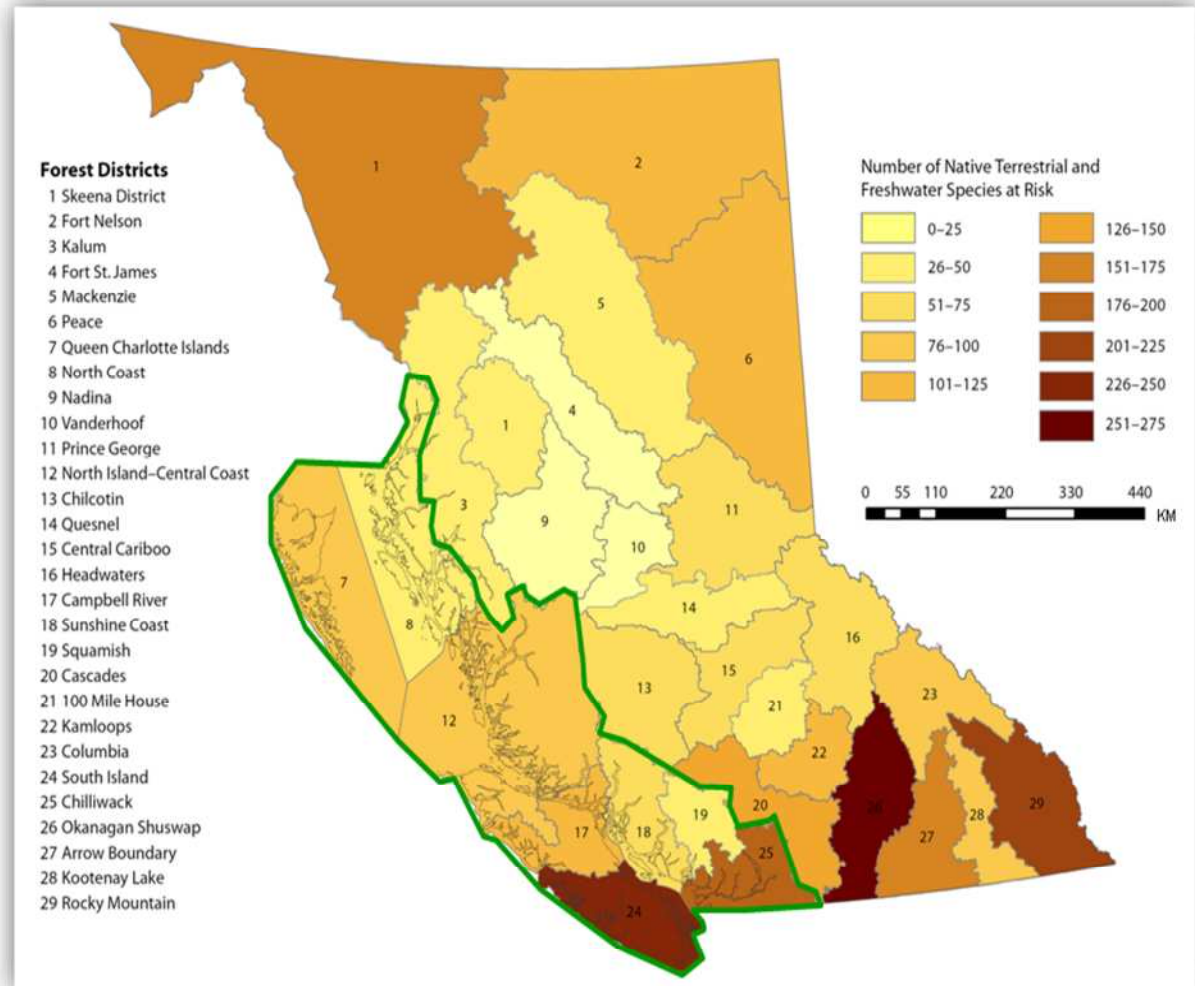 Forest Districts
1 Skeena District
2 Fort Nelson
3 Kalum
4 Fort St. James
5 Mackenzie
6 Peace
7 Queen Charlotte Islands
8 North Coast
9 Nadina
10 Vanderhoof
11 Prince George
12 North Island–Central Coast
13 Chilcotin
14 Quesnel
15 Central Cariboo
16 Headwaters
17 Campbell River
18 Sunshine Coast
19 Squamish
20 Cascades
21 100 Mile House
22 Kamloops
23 Columbia
24 South Island
25 Chilliwack
26 Okanagan Shuswap
27 Arrow Boundary
28 Kootenay Lake
29 Rocky Mountain
1
2
5
6
4
1
3
9
10
11
7
8
14
16
15
13
21
23
12
22
20
19
18
17
25
26
27
28
29
24
Number of Native Terrestrial and
Freshwater Species at Risk
0–25
26–50
51–75
76–100
101–125
126–150
151–175
176–200
201–225
226–250
251–275
0 55 110 220 330 440
KM